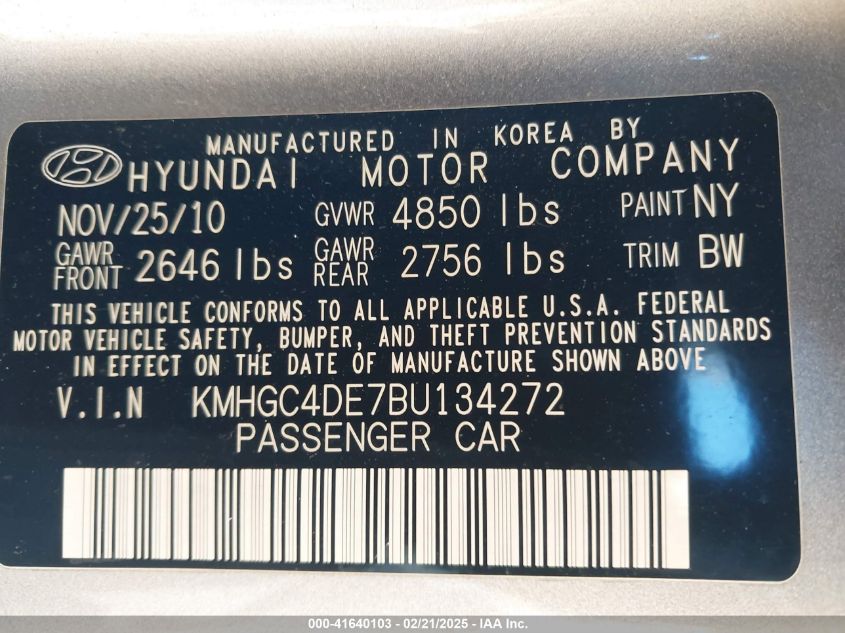 MANUFACTURED IN KOREA BY
HYUNDAI MOTOR COMPANY
NOV/25/10 GVWR 4850 lbs PAINT NY
GAWR FRONT 2646 lbs GAWR REAR 2756 lbs TRIM BW
THIS VEHICLE CONFORMS TO ALL APPLICABLE U.S.A. FEDERAL
MOTOR VEHICLE SAFETY, BUMPER, AND THEFT PREVENTION STANDARDS
IN EFFECT ON THE DATE OF MANUFACTURE SHOWN ABOVE
V.I.N KMHGC4DE7BU134272
PASSENGER CAR
000-41640103 - 02/21/2025 - IAA Inc.